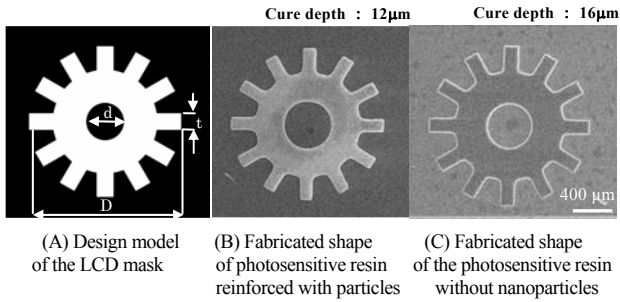 Cure depth : 12μm
Cure depth : 16μm
d
t
D
400 μm
(A) Design model
of the LCD mask
(B) Fabricated shape
of photosensitive resin
reinforced with particles
(C) Fabricated shape
of the photosensitive resin
without nanoparticles